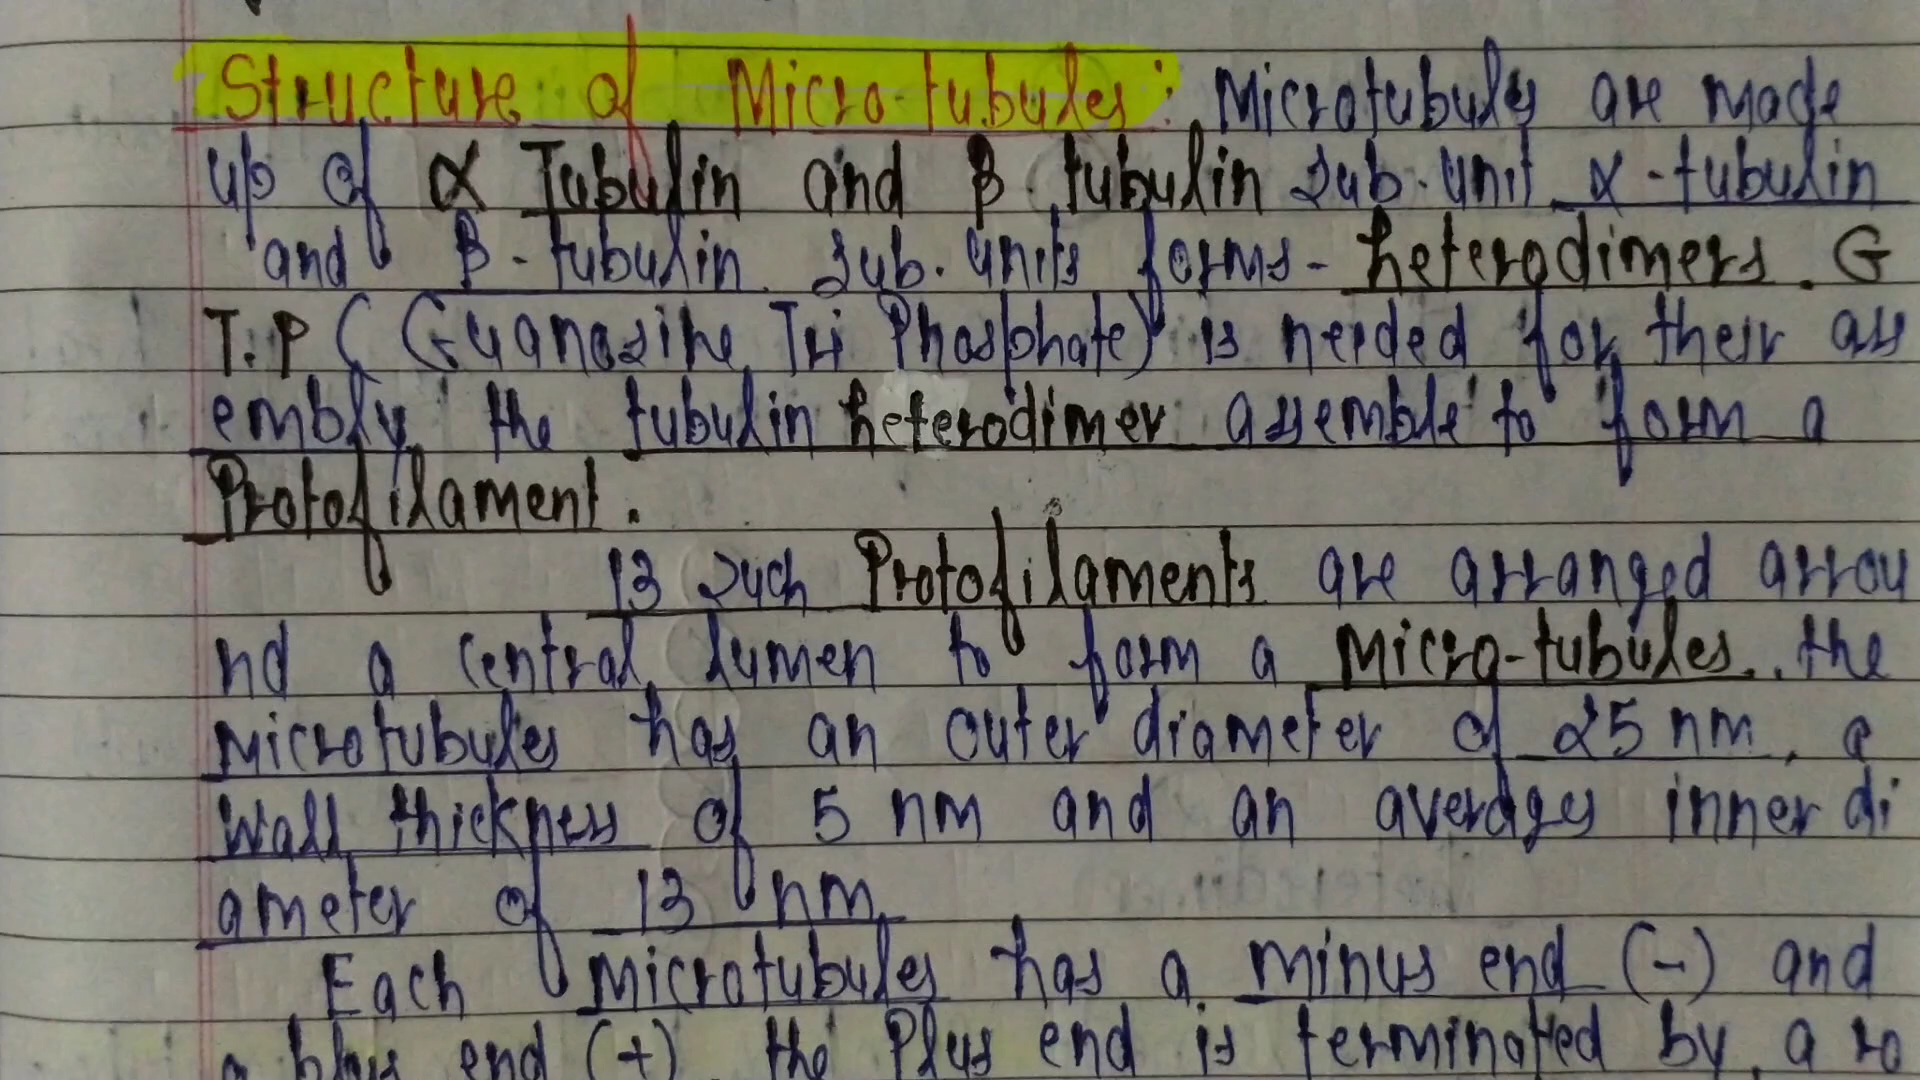 Structure of Micro-tubules: Microtubules are made
up of α Tubulin and β tubulin sub-unit α-tubulin
and β-tubulin sub-units forms- heterodimers. G
T.P ( Guanosine Tri Phosphate) is needed for their ass
embly. the tubulin heterodimer assemble to form a
Protofilament.
13 such Protofilaments are arranged arrou
nd a central lumen to form a Micro-tubules. the
Microtubules has an outer diameter of 25 nm, a
Wall thickness of 5 nm and an averages inner di
ameter of 13 nm
Each Microtubules has a minus end (-) and
a plus end (+) the Plus end is terminated by a ro